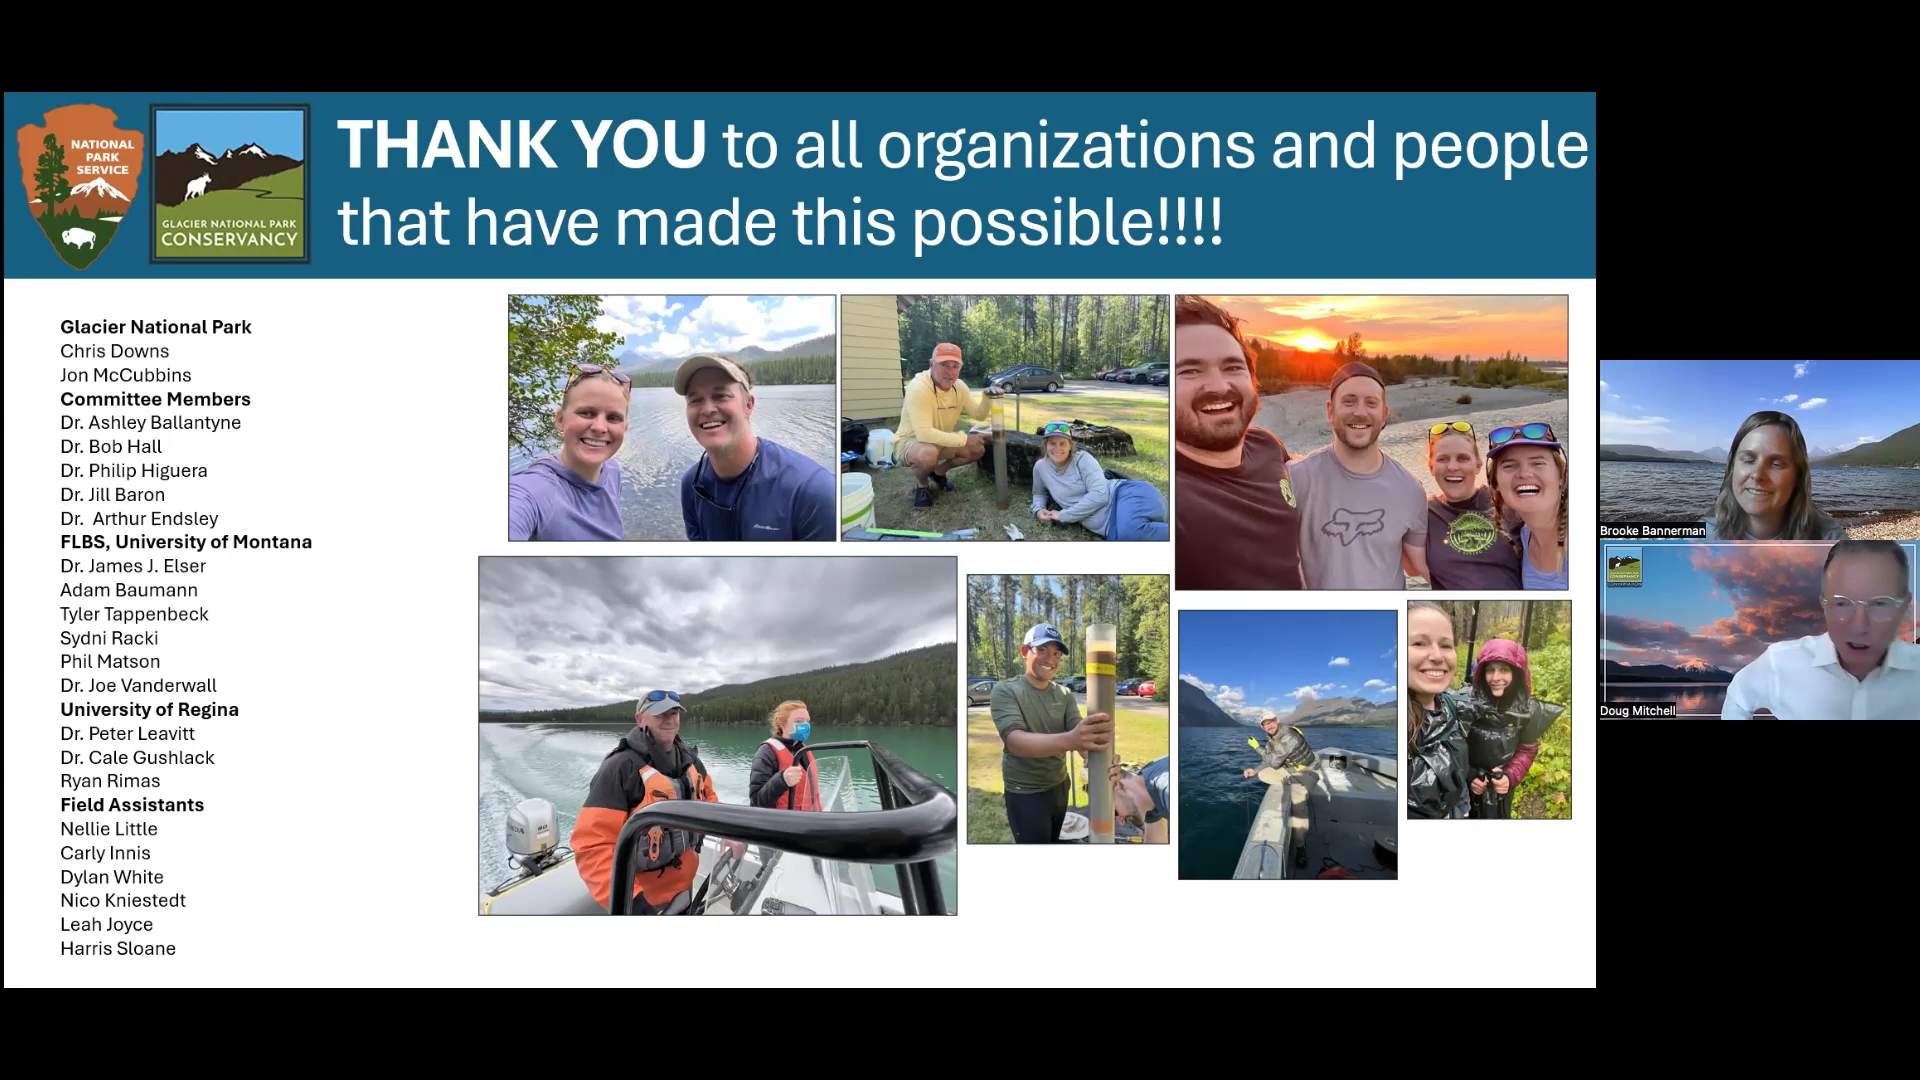 NATIONAL
PARK
SERVICE
GLACIER NATIONAL PARK
CONSERVANCY
THANK YOU to all organizations and people
that have made this possible!!!!
Glacier National Park
Chris Downs
Jon McCubbins
Committee Members
Dr. Ashley Ballantyne
Dr. Bob Hall
Dr. Philip Higuera
Dr. Jill Baron
Dr.  Arthur Endsley
FLBS, University of Montana
Dr. James J. Elser
Adam Baumann
Tyler Tappenbeck
Sydni Racki
Phil Matson
Dr. Joe Vanderwall
University of Regina
Dr. Peter Leavitt
Dr. Cale Gushlack
Ryan Rimas
Field Assistants
Nellie Little
Carly Innis
Dylan White
Nico Kniestedt
Leah Joyce
Harris Sloane
Brooke Bannerman
Doug Mitchell